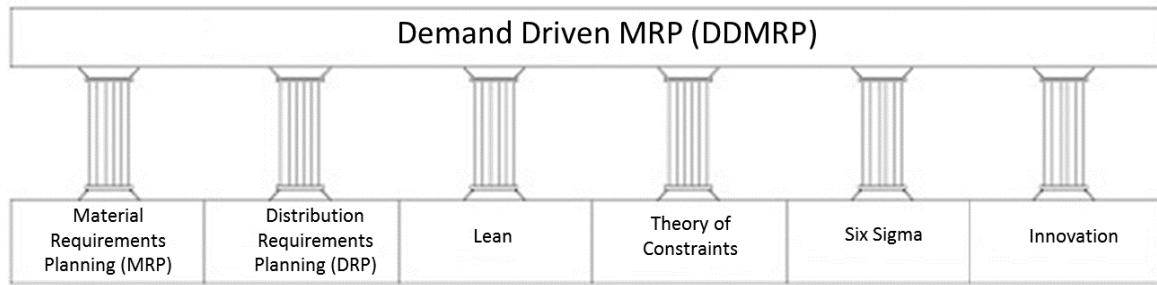 Demand Driven MRP (DDMRP)
Material
Requirements
Planning (MRP)
Distribution
Requirements
Planning (DRP)
Lean
Theory of
Constraints
Six Sigma
Innovation